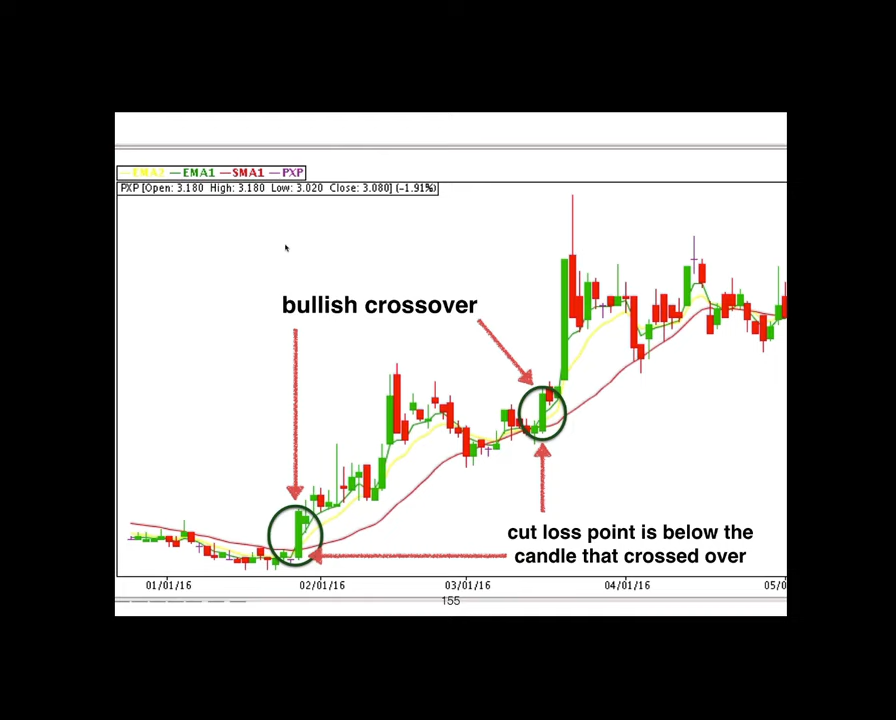 EMA2 EMA1 SMA1 PXP
PXP [Open: 3.180 High: 3.180 Low: 3.020 Close: 3.080] (-1.91%)
bullish crossover
cut loss point is below the
candle that crossed over
01/01/16 02/01/16 03/01/16 04/01/16 05/0
155